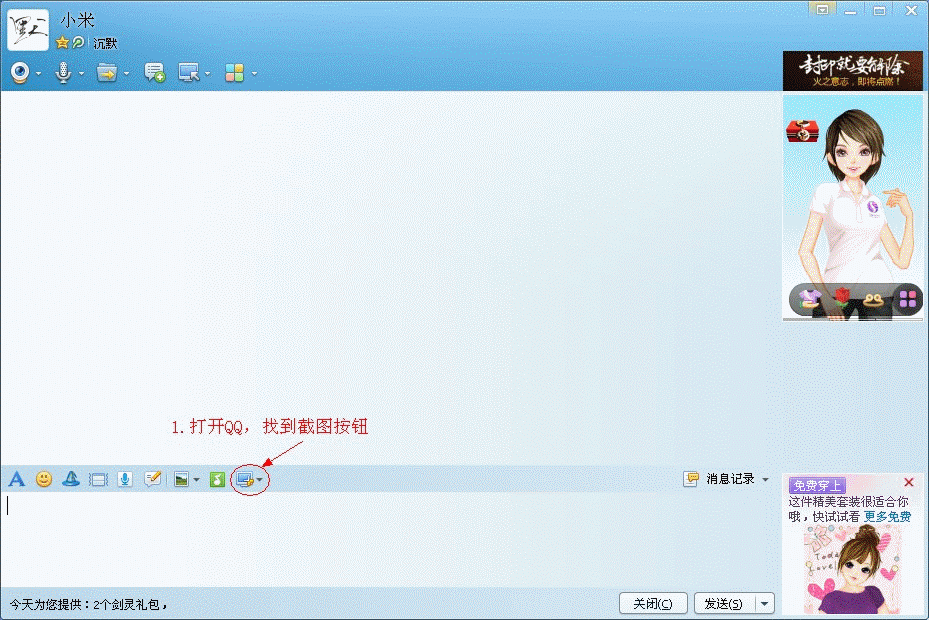 小米
沉默
封印就要解除
火之意志,即将点燃!
1.打开QQ，找到截图按钮
消息记录
免费穿上
这件精美套装很适合你
哦，快试试看 更多免费
Today
Love!
今天为您提供：2个剑灵礼包，
关闭(C)
发送(S)